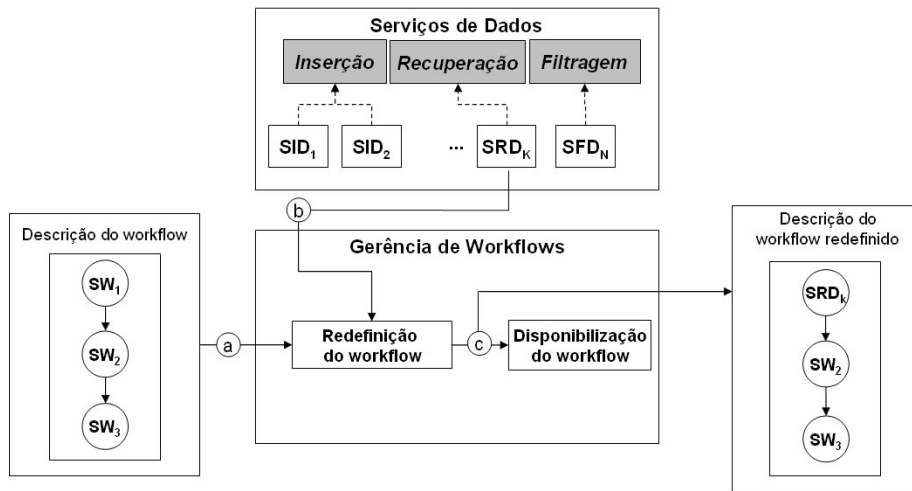 Serviços de Dados
Inserção
Recuperação
Filtragem
SID1
SID2
...
SRDK
SFDN
b
Descrição do workflow
SW1
SW2
SW3
a
Gerência de Workflows
Redefinição
do workflow
c
Disponibilização
do workflow
Descrição do
workflow redefinido
SRDk
SW2
SW3